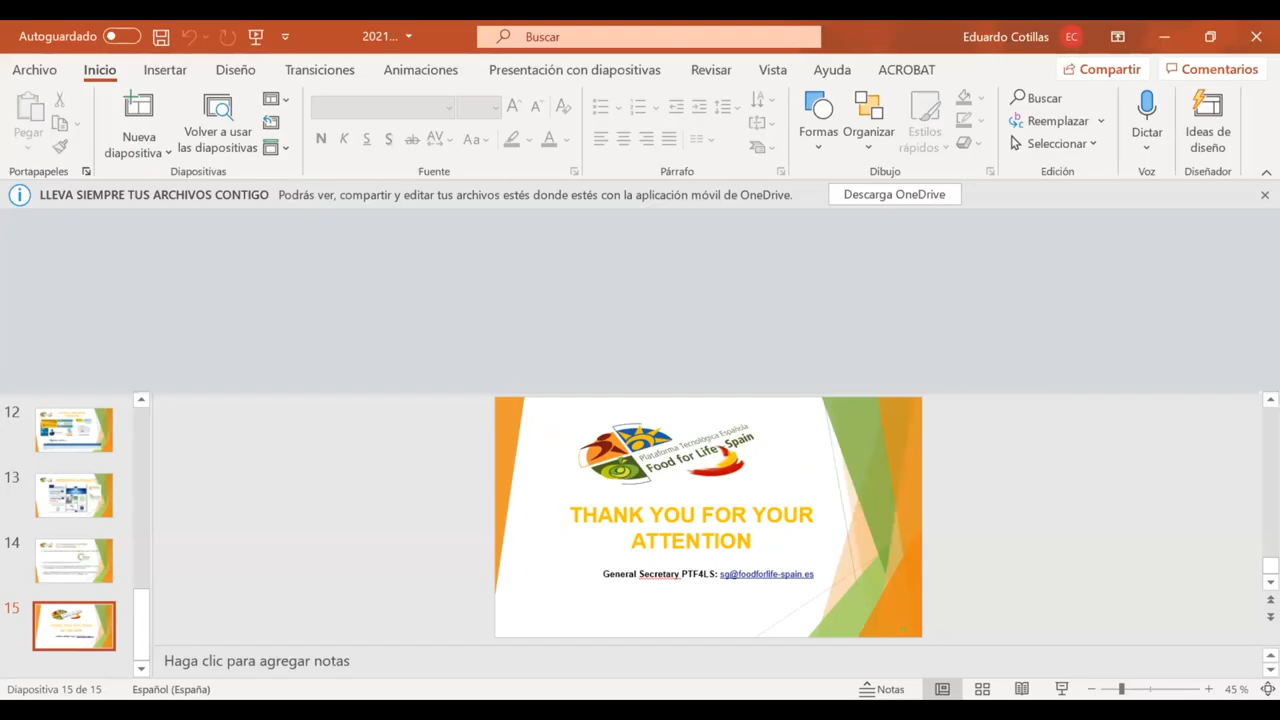 Autoguardado
2021...
Buscar
Eduardo Cotillas
EC
Archivo
Inicio
Insertar
Diseño
Transiciones
Animaciones
Presentación con diapositivas
Revisar
Vista
Ayuda
ACROBAT
Compartir
Comentarios
Pegar
Nueva
diapositiva
Volver a usar
las diapositivas
N K S S ab AV Aa A
Formas
Organizar
Estilos
rápidos
Buscar
Reemplazar
Seleccionar
Dictar
Ideas de
diseño
Portapapeles
Diapositivas
Fuente
Párrafo
Dibujo
Edición
Voz
Diseñador
LLEVA SIEMPRE TUS ARCHIVOS CONTIGO Podrás ver, compartir y editar tus archivos estés donde estés con la aplicación móvil de OneDrive.
Descarga OneDrive
12
13
14
15
Plataforma Tecnológica Española
Food for Life Spain
THANK YOU FOR YOUR
ATTENTION
General Secretary PTF4LS: sg@foodforlife-spain.es
Haga clic para agregar notas
Diapositiva 15 de 15
Español (España)
Notas
45 %